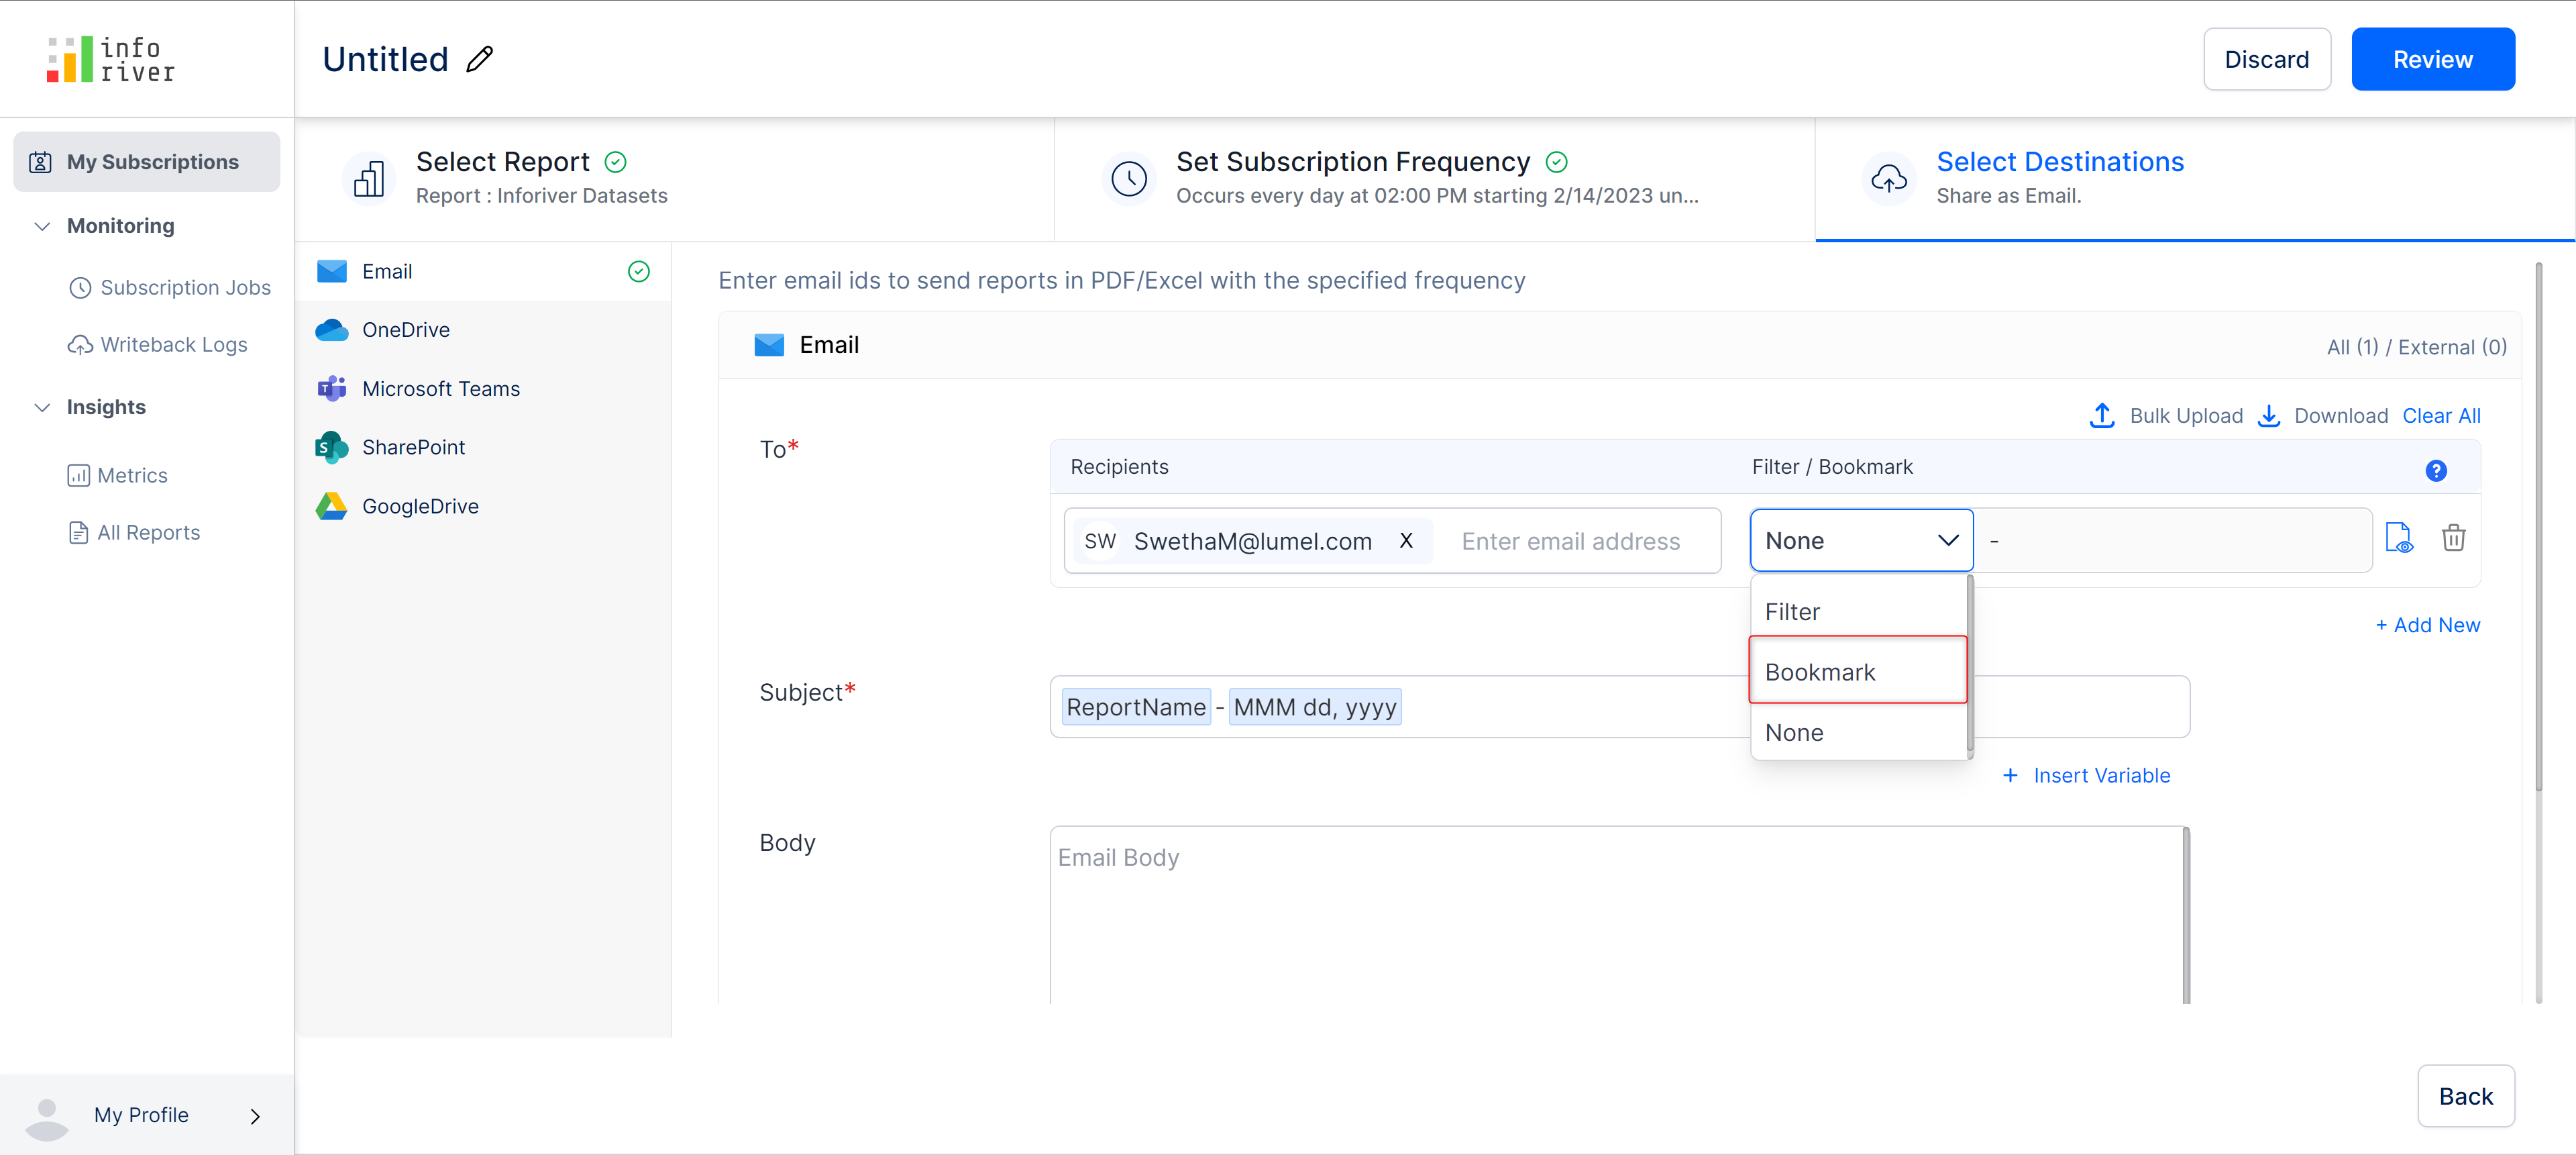 info
river
Untitled
Discard
Review
My Subscriptions
Monitoring
Subscription Jobs
Writeback Logs
Insights
Metrics
All Reports
My Profile
Select Report
Report : Inforiver Datasets
Set Subscription Frequency
Occurs every day at 02:00 PM starting 2/14/2023 un...
Select Destinations
Share as Email.
Email
OneDrive
Microsoft Teams
SharePoint
GoogleDrive
Enter email ids to send reports in PDF/Excel with the specified frequency
Email
All (1) / External (0)
Bulk Upload Download Clear All
To*
Recipients Filter / Bookmark ?
SW SwethaM@lumel.com X Enter email address None -
Filter
Bookmark
None
+ Add New
Subject*
ReportName - MMM dd, yyyy
+ Insert Variable
Body
Email Body
Back